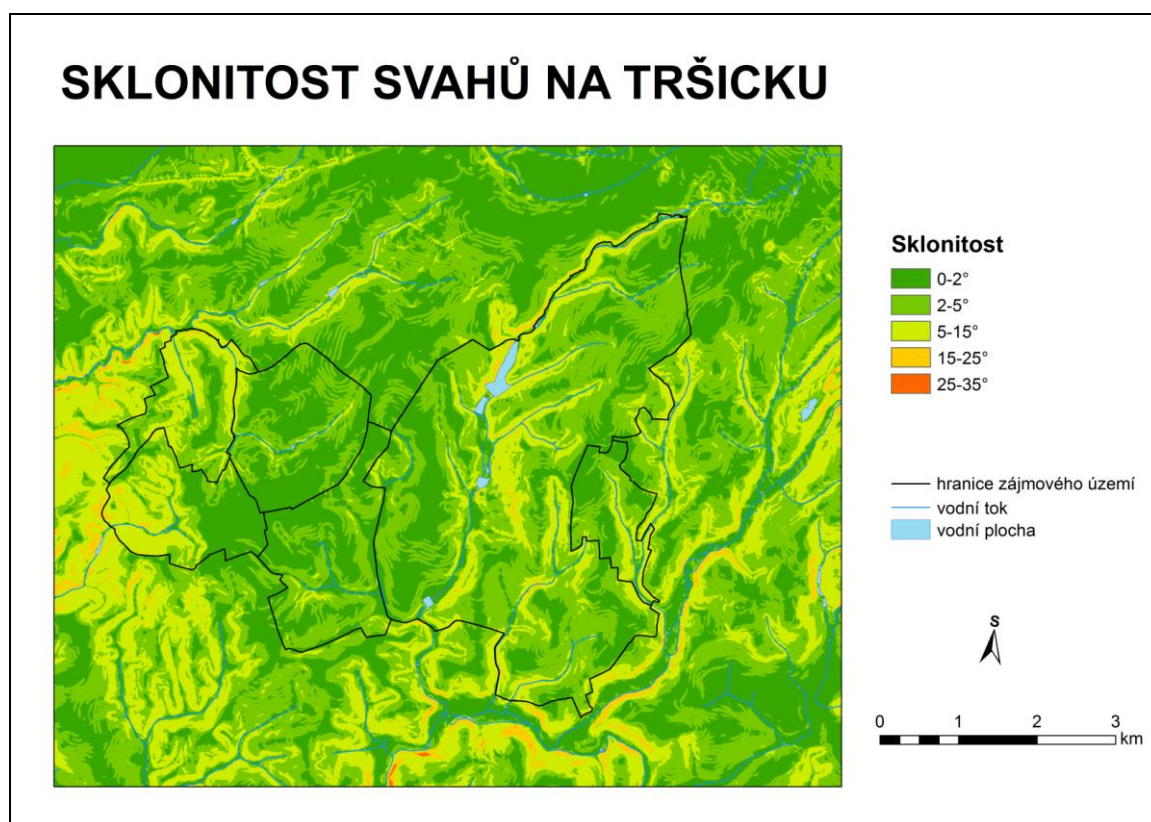 SKLONITOST SVAHŮ NA TRŠICKU
Sklonitost
0-2°
2-5°
5-15°
15-25°
25-35°
hranice zájmového území
vodní tok
vodní plocha
S
0 1 2 3
km